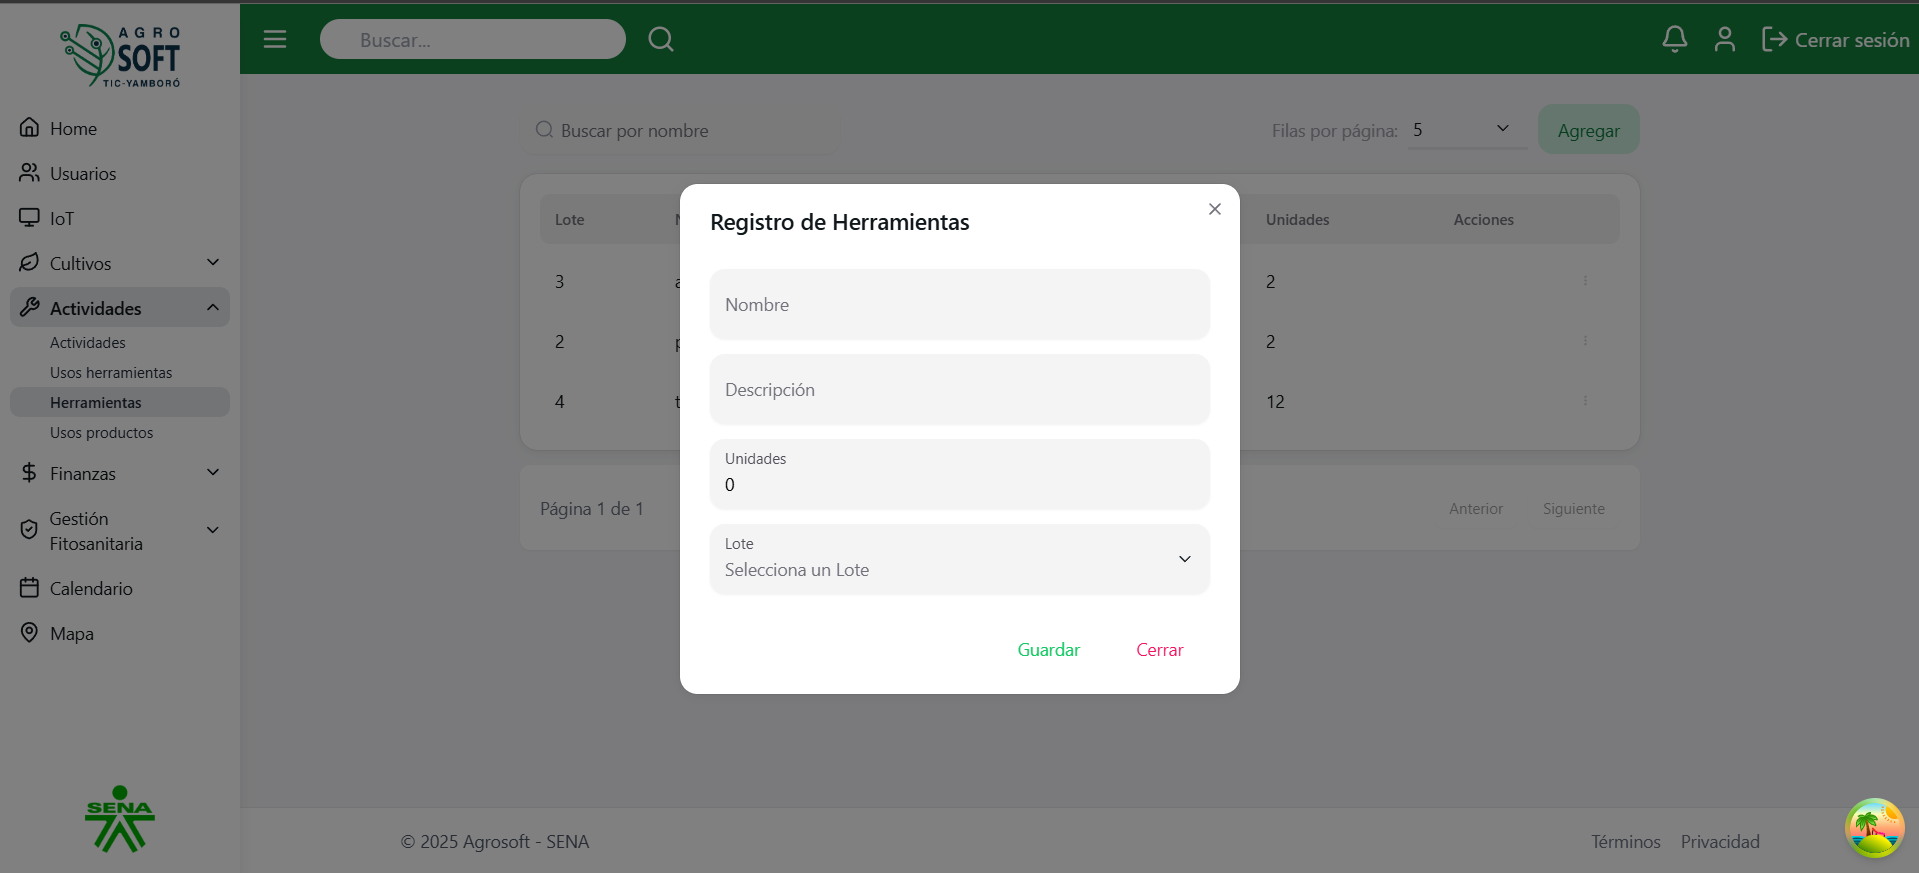 AGRO
SOFT
TIC-YAMBORÓ
Buscar...
Cerrar sesión
Home
Usuarios
IoT
Cultivos
Actividades
Actividades
Usos herramientas
Herramientas
Usos productos
Finanzas
Gestión
Fitosanitaria
Calendario
Mapa
SENA
Buscar por nombre
Filas por página: 5
Agregar
Lote Unidades Acciones
3 2
2 2
4 12
Página 1 de 1
Anterior Siguiente
Registro de Herramientas
Nombre
Descripción
Unidades
0
Lote
Selecciona un Lote
Guardar Cerrar
© 2025 Agrosoft - SENA
Términos Privacidad